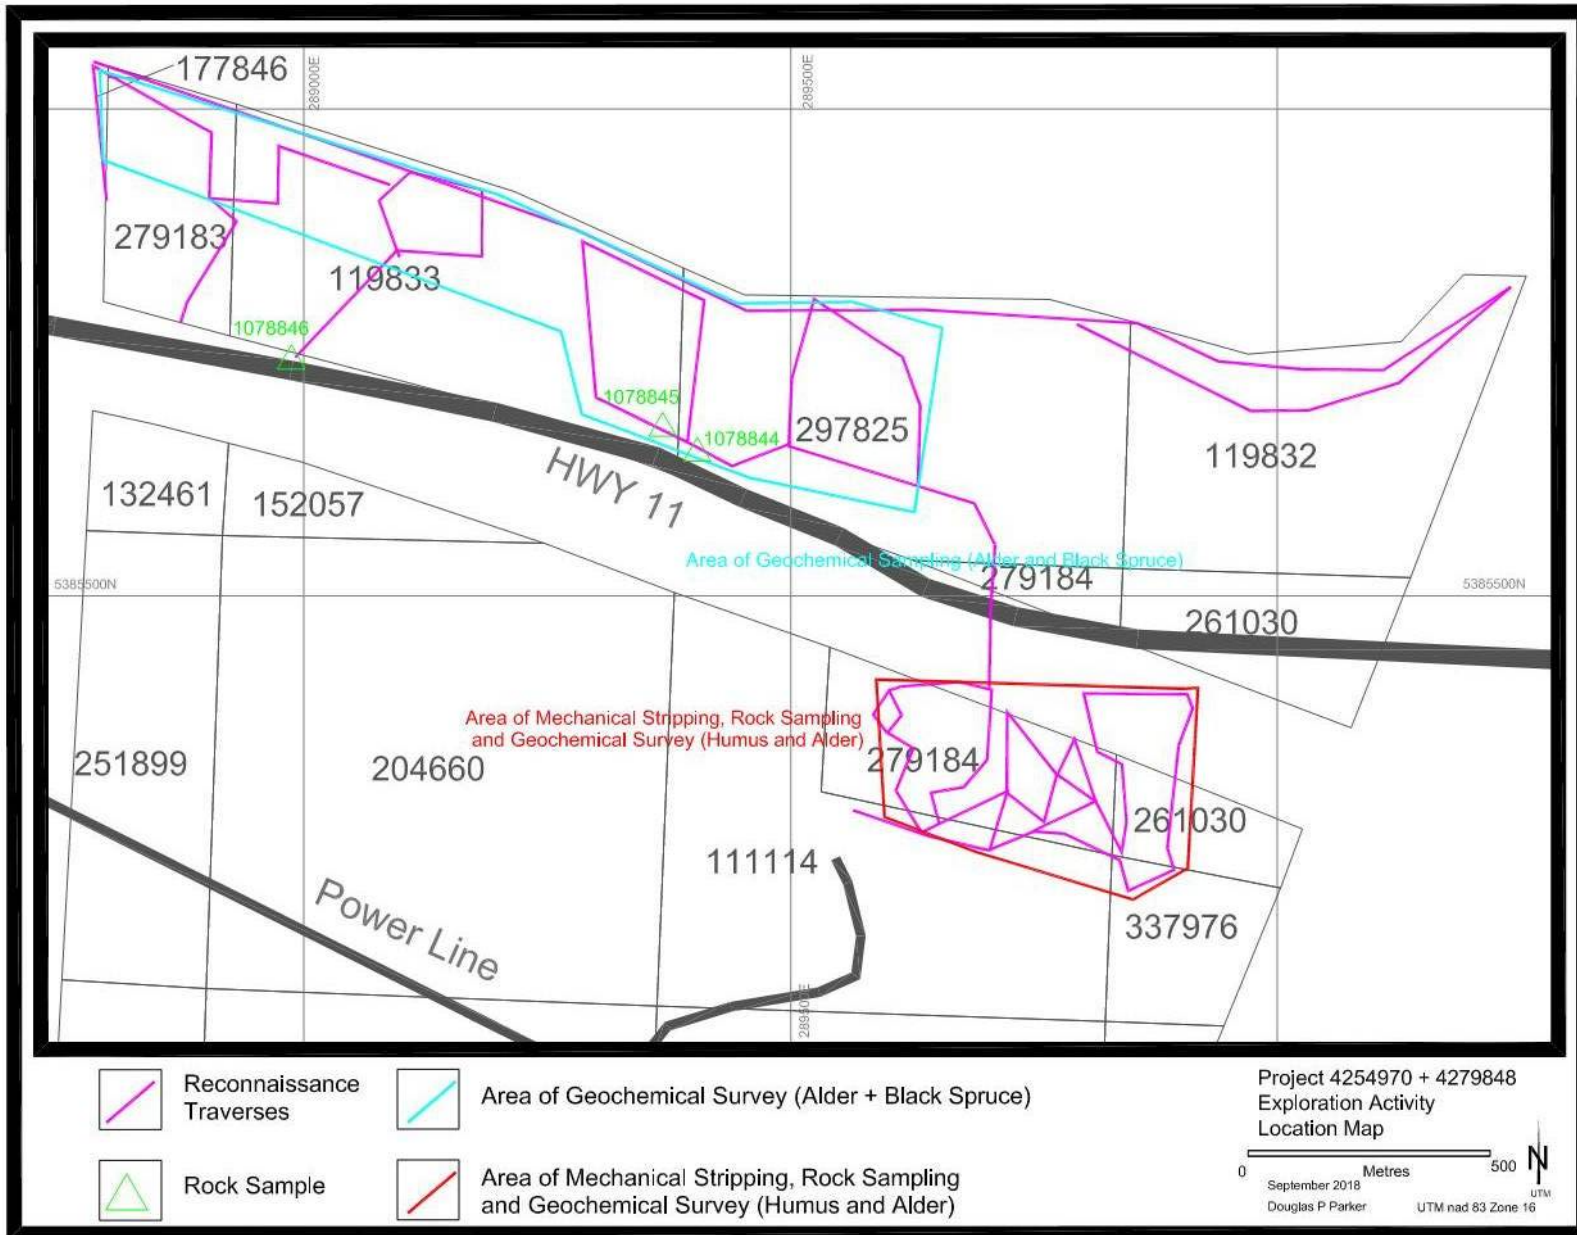 177846
289000E
289500E
279183
119833
1078846
1078845
1078844
297825
119832
HWY 11
132461
152057
Area of Geochemical Sampling (Alder and Black Spruce)
279184
5385500N
5385500N
261030
Area of Mechanical Stripping, Rock Sampling
and Geochemical Survey (Humus and Alder)
279184
251899
204660
261030
111114
Power Line
337976
289500E
Reconnaissance
Traverses
Area of Geochemical Survey (Alder + Black Spruce)
Rock Sample
Area of Mechanical Stripping, Rock Sampling
and Geochemical Survey (Humus and Alder)
Project 4254970 + 4279848
Exploration Activity
Location Map
0 Metres 500
N
UTM
September 2018
Douglas P Parker UTM nad 83 Zone 16